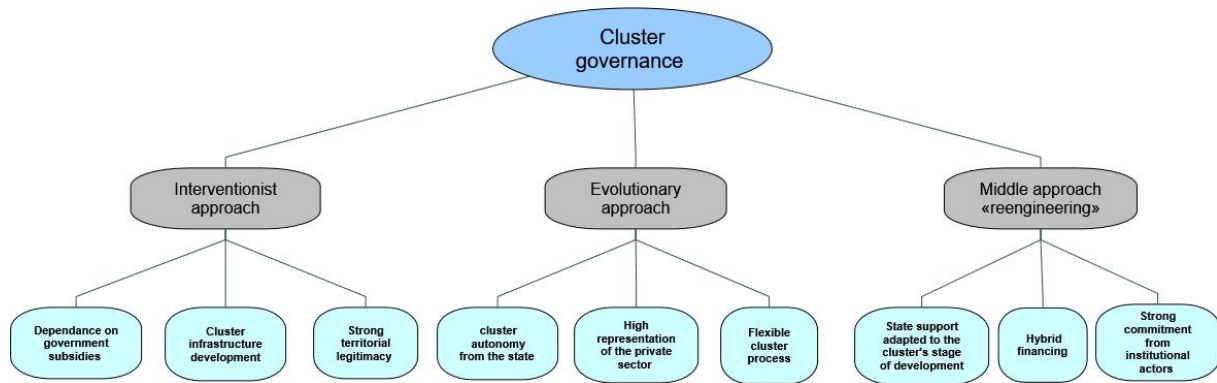 Cluster
governance
Interventionist
approach
Evolutionary
approach
Middle approach
«reengineering»
Dependance on
government
subsidies
Cluster
infrastructure
development
Strong
territorial
legitimacy
cluster
autonomy
from the state
High
representation
of the private
sector
Flexible
cluster
process
State support
adapted to the
cluster's stage
of development
Hybrid
financing
Strong
commitment
from
institutional
actors